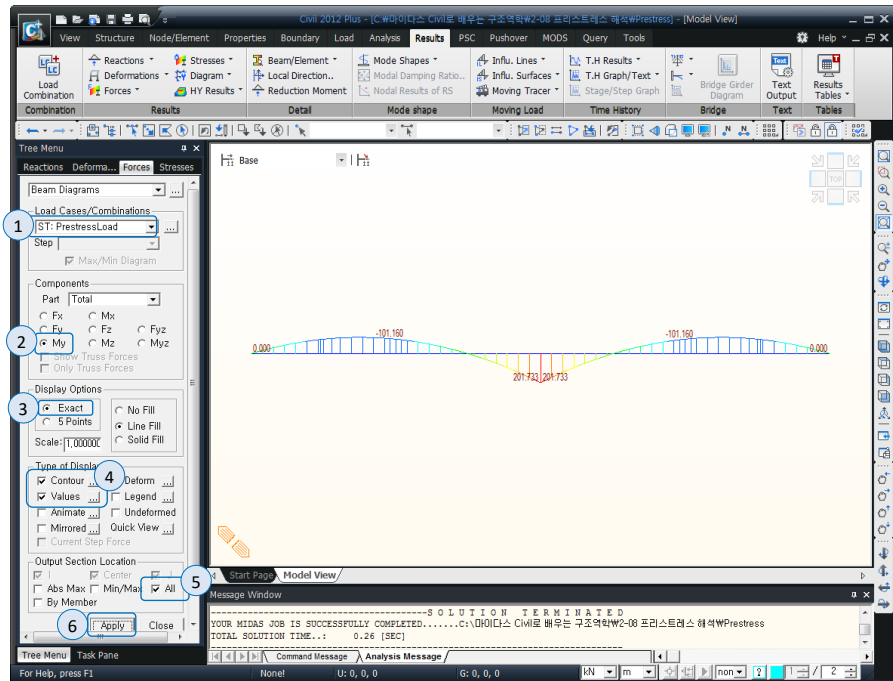 Civil 2012 Plus - [C:₩마이다스 Civil로 배우는 구조역학₩2-08 프리스트레스 해석₩Prestress] - [Model View]
View Structure Node/Element Properties Boundary Load Analysis Results PSC Pushover MODS Query Tools Help
Load Combination
Reactions Stresses Beam/Element Mode Shapes Influ. Lines T.H Results
Deformations Diagram Local Direction.. Modal Damping Ratio.. Influ. Surfaces T.H Graph/Text
Forces HY Results Reduction Moment Nodal Results of RS Moving Tracer Stage/Step Graph
Bridge Girder Diagram Text Output Results Tables
Combination Results Detail Mode shape Moving Load Time History Bridge Text Tables
Tree Menu
Reactions Deforma... Forces Stresses
Base
TOP
Beam Diagrams ...
Load Cases/Combinations
1
ST: PrestressLoad ...
Step
Max/Min Diagram
Components
Part Total
Fx Mx
Fy Fz Fyz
2
My Mz Myz
Show Truss Forces
Only Truss Forces
0.000 -101.160 201.733 201.733 -101.160 0.000
Display Options
3
Exact No Fill
5 Points Line Fill
Scale: 1,00000 Solid Fill
Type of Display
4
Contour ... Deform ...
Values ... Legend ...
Animate ... Undeformed
Mirrored ... Quick View ...
Current Step Force
Output Section Location
I Center J
5
Abs Max Min/Max All
By Member
6
Apply Close
Tree Menu Task Pane
Start Page Model View
Message Window
SOLUTION TERMINATED
YOUR MIDAS JOB IS SUCCESSFULLY COMPLETED.......C:₩마이다스 Civil로 배우는 구조역학₩2-08 프리스트레스 해석₩Prestress
TOTAL SOLUTION TIME..: 0.26 [SEC]
Command Message Analysis Message
For Help, press F1 None! U: 0, 0, 0 G: 0, 0, 0 kN m non ? 1 / 2